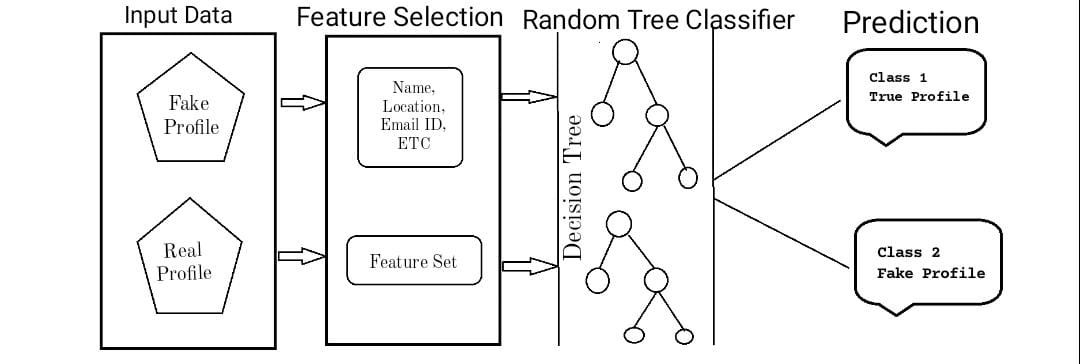 Input Data
Feature Selection
Random Tree Classifier
Prediction
Fake
Profile
Real
Profile
Name,
Location,
Email ID,
ETC
Feature Set
Decision Tree
Class 1
True Profile
Class 2
Fake Profile